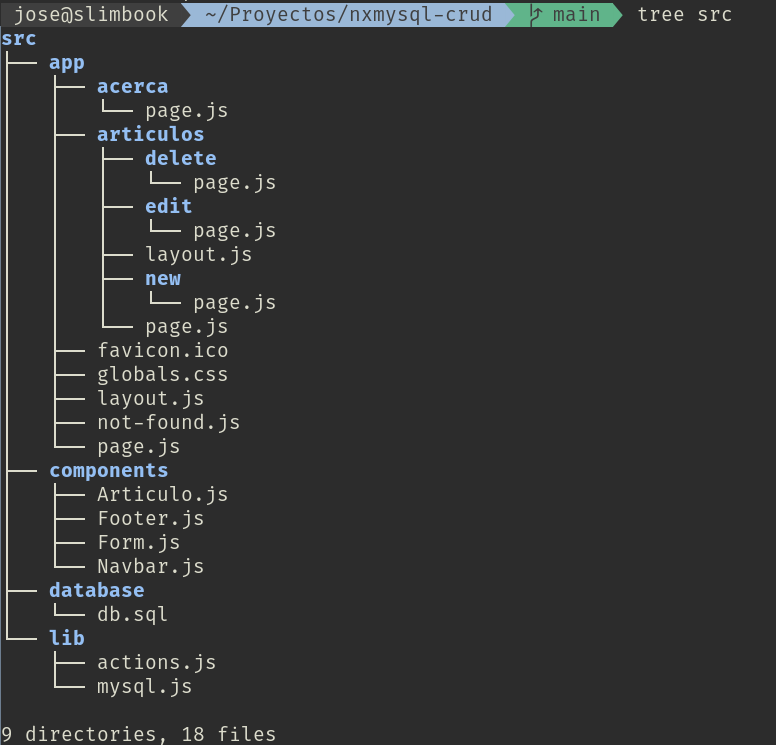 jose@slimbook ~/Proyectos/nxmysql-crud main tree src
src
├── app
│   ├── acerca
│   │   └── page.js
│   ├── articulos
│   │   ├── delete
│   │   │   └── page.js
│   │   ├── edit
│   │   │   └── page.js
│   │   ├── layout.js
│   │   ├── new
│   │   │   └── page.js
│   │   └── page.js
│   ├── favicon.ico
│   ├── globals.css
│   ├── layout.js
│   ├── not-found.js
│   └── page.js
├── components
│   ├── Articulo.js
│   ├── Footer.js
│   ├── Form.js
│   └── Navbar.js
├── database
│   └── db.sql
└── lib
    ├── actions.js
    └── mysql.js
9 directories, 18 files